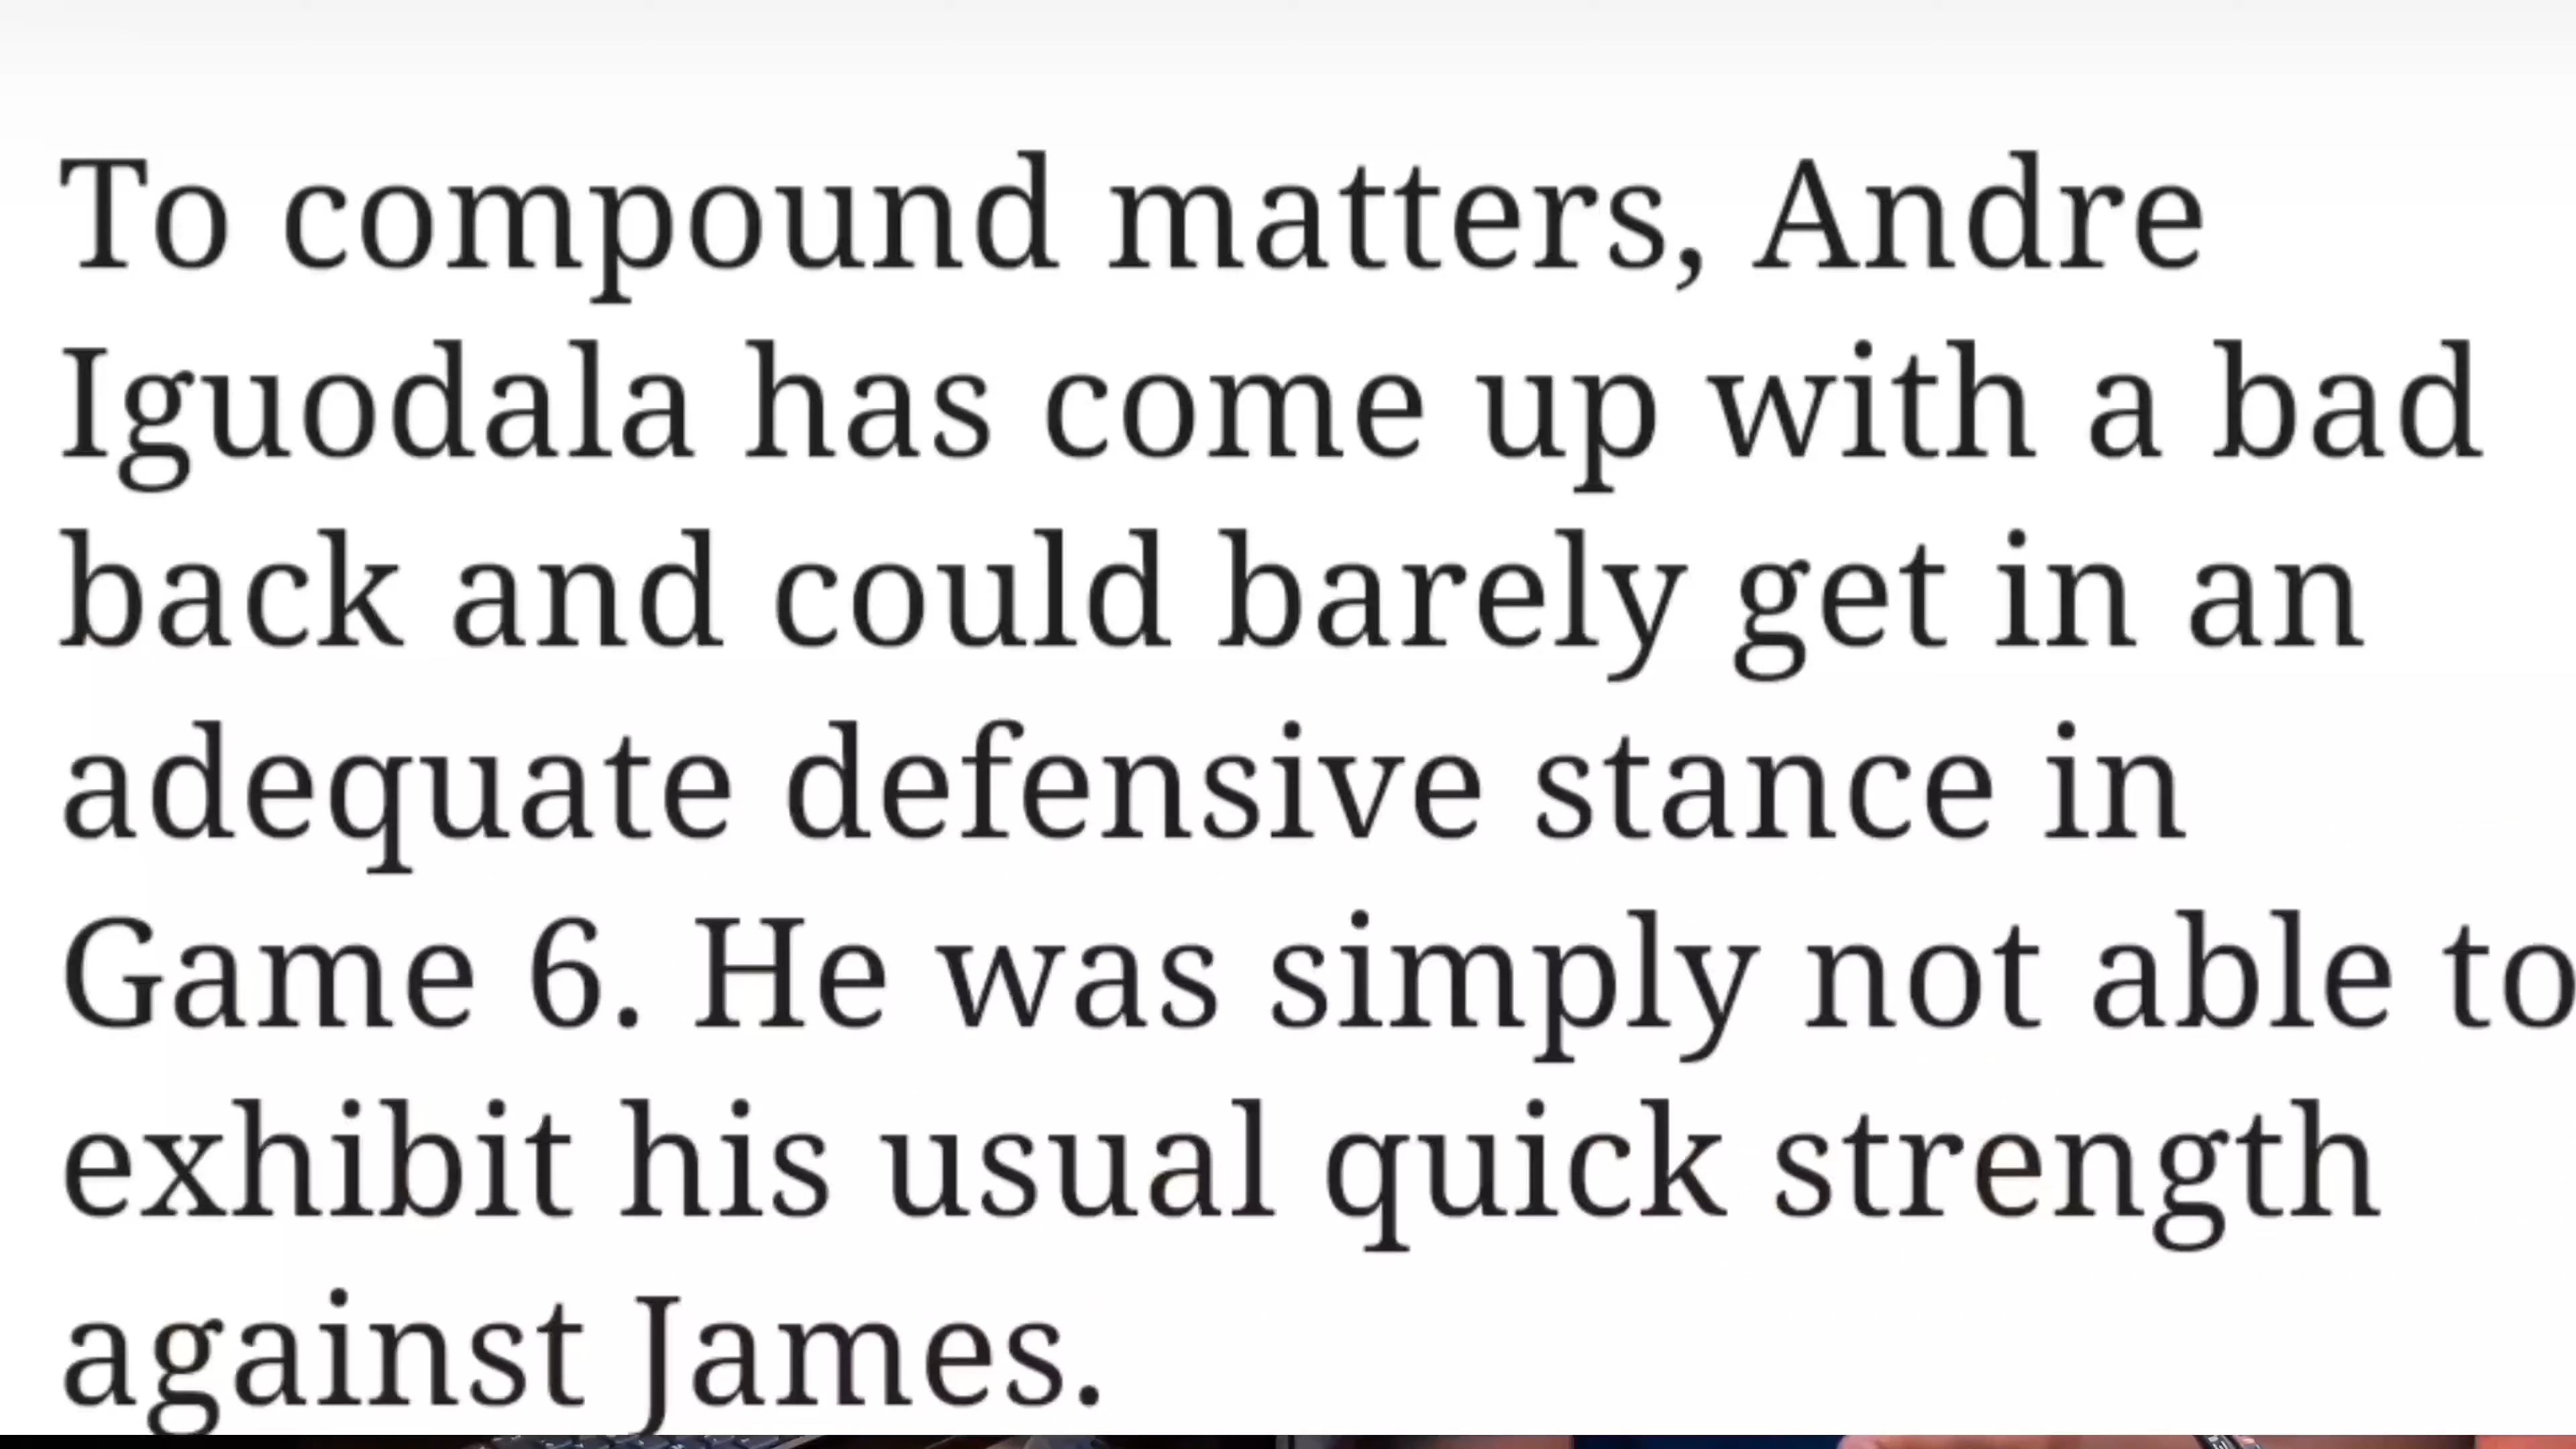 To compound matters, Andre
Iguodala has come up with a bad
back and could barely get in an
adequate defensive stance in
Game 6. He was simply not able to
exhibit his usual quick strength
against James.